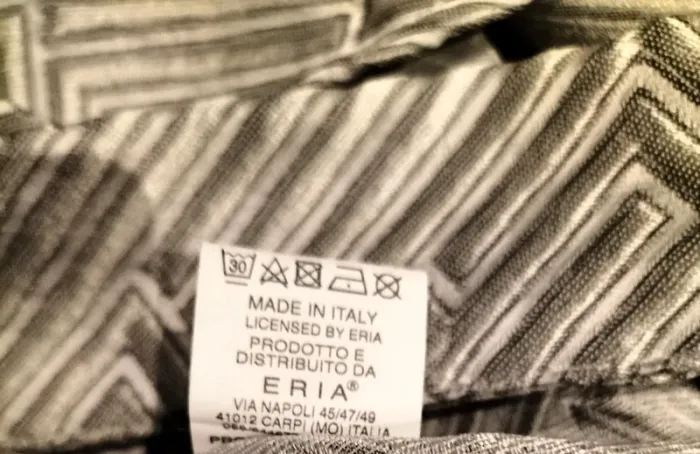 30
MADE IN ITALY
LICENSED BY ERIA
PRODOTTO E
DISTRIBUITO DA
ERIA®
VIA NAPOLI 45/47/49
41012 CARPI (MO) ITALIA